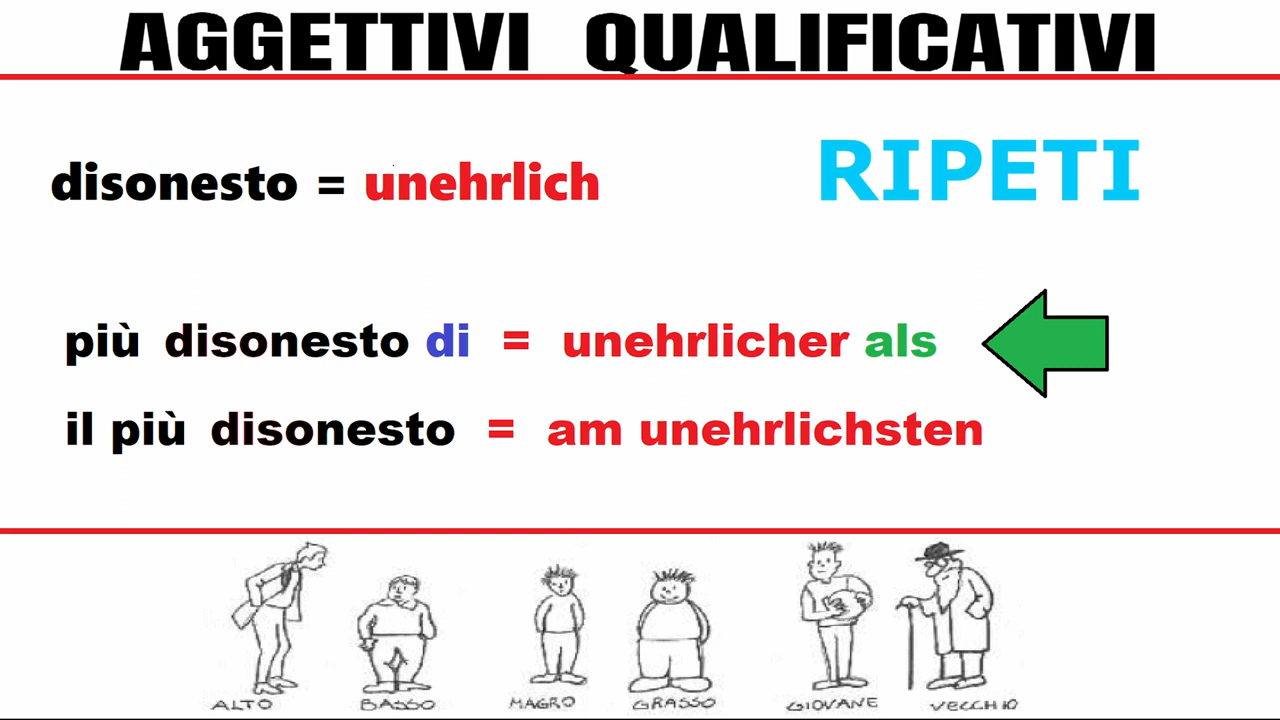 AGGETTIVI QUALIFICATIVI
disonesto = unehrlich
RIPETI
più disonesto di = unehrlicher als
il più disonesto = am unehrlichsten
ALTO BASSO MAGRO GRASSO GIOVANE VECCHIO